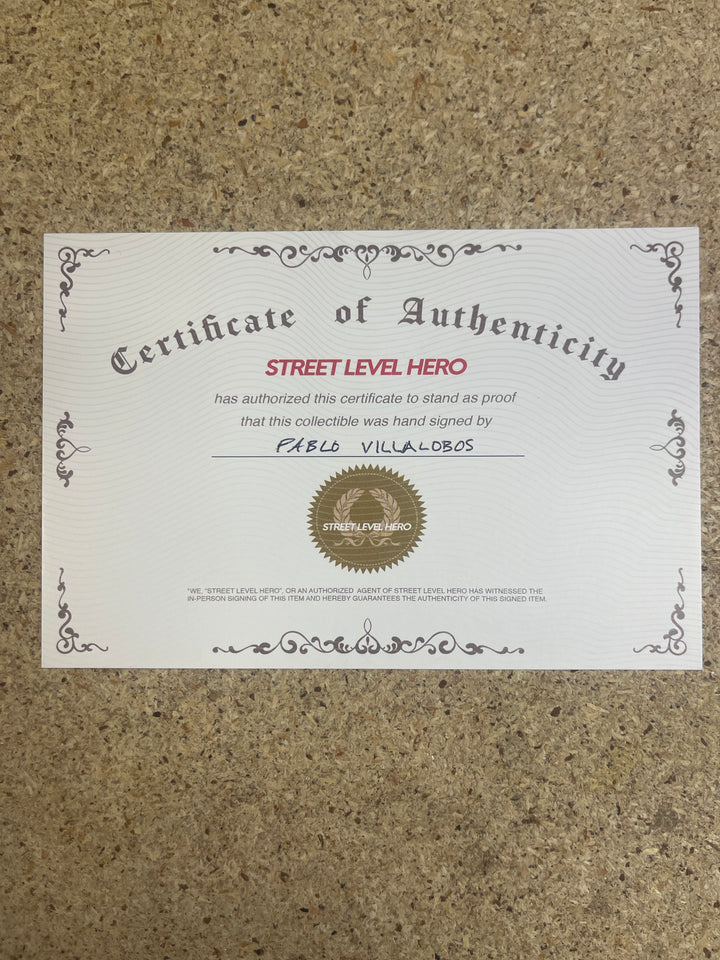 Certificate of Authenticity
STREET LEVEL HERO
has authorized this certificate to stand as proof
that this collectible was hand signed by
PABLO VILLALOBOS
STREET LEVEL HERO
"WE, "STREET LEVEL HERO", OR AN AUTHORIZED AGENT OF STREET LEVEL HERO HAS WITNESSED THE
IN-PERSON SIGNING OF THIS ITEM AND HEREBY GUARANTEES THE AUTHENTICITY OF THIS SIGNED ITEM.